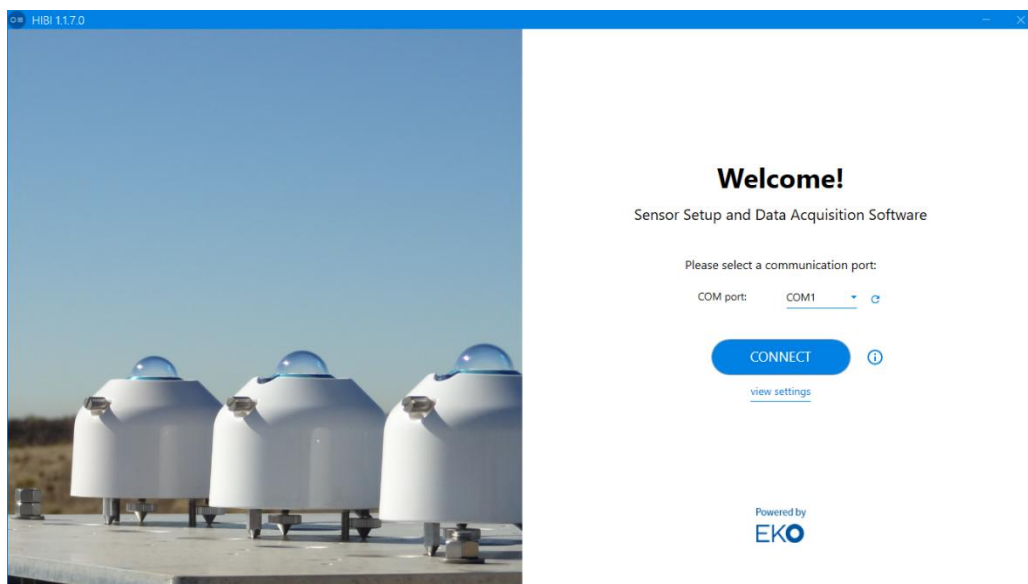 HIBI 1.1.7.0
Welcome!
Sensor Setup and Data Acquisition Software
Please select a communication port:
COM port: COM1
CONNECT
view settings
Powered by
EKO